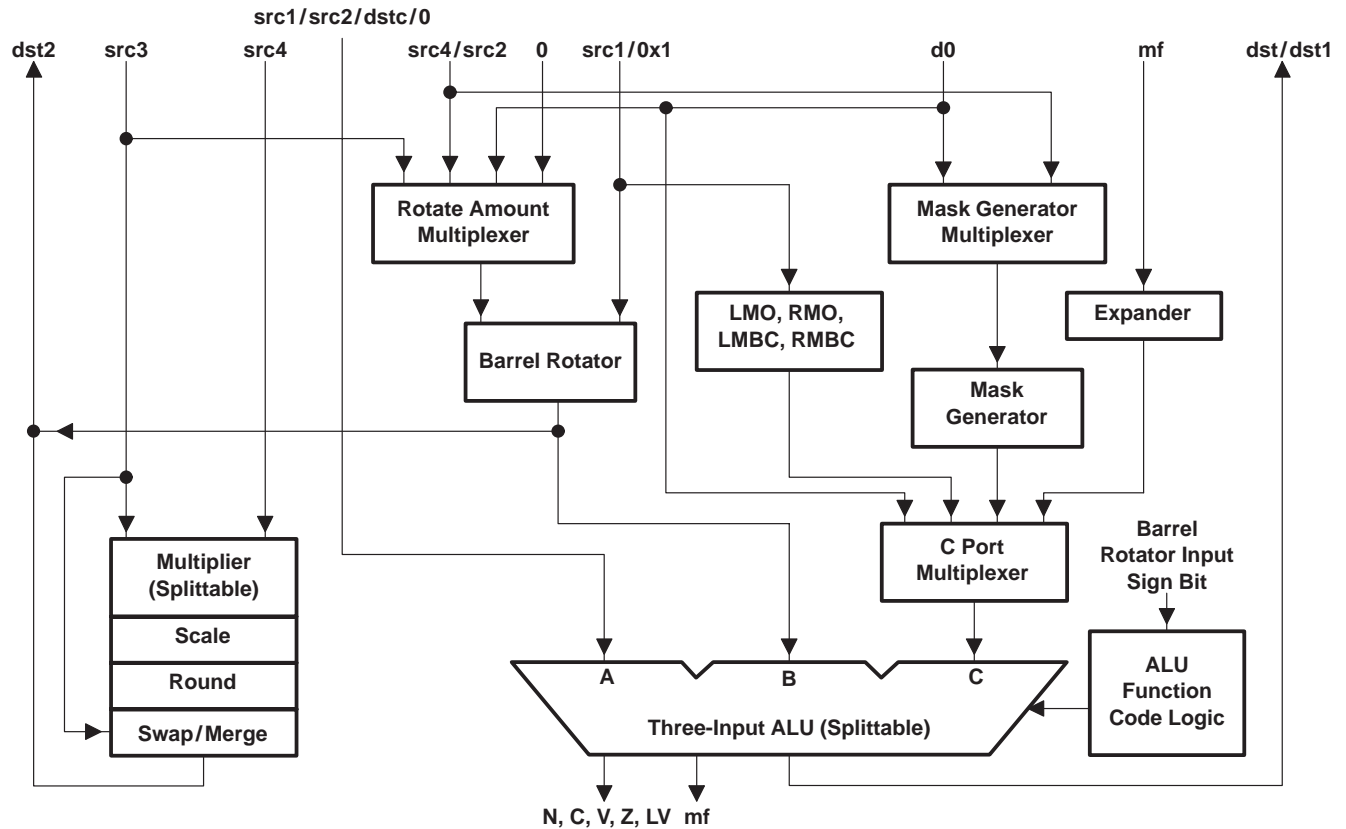 src1/src2/dstc/0
dst2
src3
src4
src4/src2
0
src1/0x1
d0
mf
dst/dst1
Rotate Amount
Multiplexer
Mask Generator
Multiplexer
LMO, RMO,
LMBC, RMBC
Expander
Barrel Rotator
Mask
Generator
Multiplier
(Splittable)
Scale
Round
Swap/Merge
C Port
Multiplexer
Barrel
Rotator Input
Sign Bit
ALU
Function
Code Logic
A
B
C
Three-Input ALU (Splittable)
N, C, V, Z, LV
mf